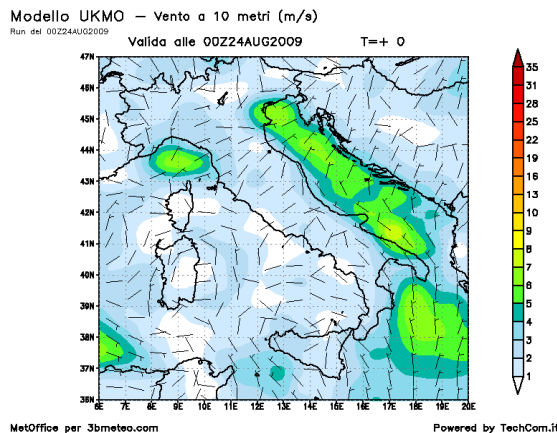 Modello UKMO – Vento a 10 metri (m/s)
Run del 00Z24AUG2009
Valida alle 00Z24AUG2009 T=+ 0
47N
46N
45N
44N
43N
42N
41N
40N
39N
38N
37N
36N
6E 7E 8E 9E 10E 11E 12E 13E 14E 15E 16E 17E 18E 19E 20E
35
31
28
25
22
19
16
13
10
9
8
7
6
5
4
3
2
1
MetOffice per 3bmeteo.com Powered by TechCom.it